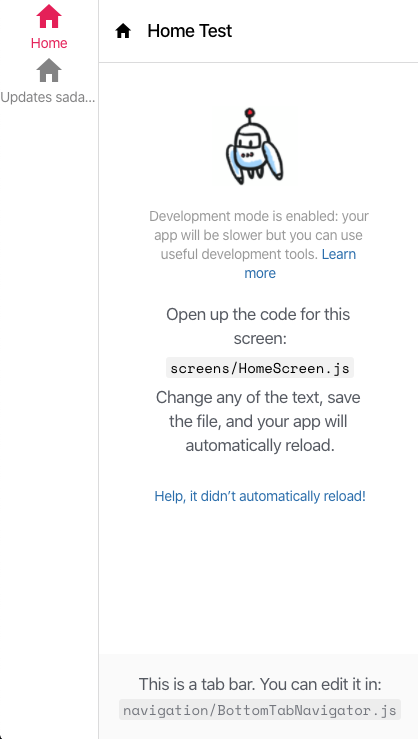 Home
Updates sada...
Home Test
Development mode is enabled: your
app will be slower but you can use
useful development tools. Learn
more
Open up the code for this
screen:
screens/HomeScreen.js
Change any of the text, save
the file, and your app will
automatically reload.
Help, it didn’t automatically reload!
This is a tab bar. You can edit it in:
navigation/BottomTabNavigator.js